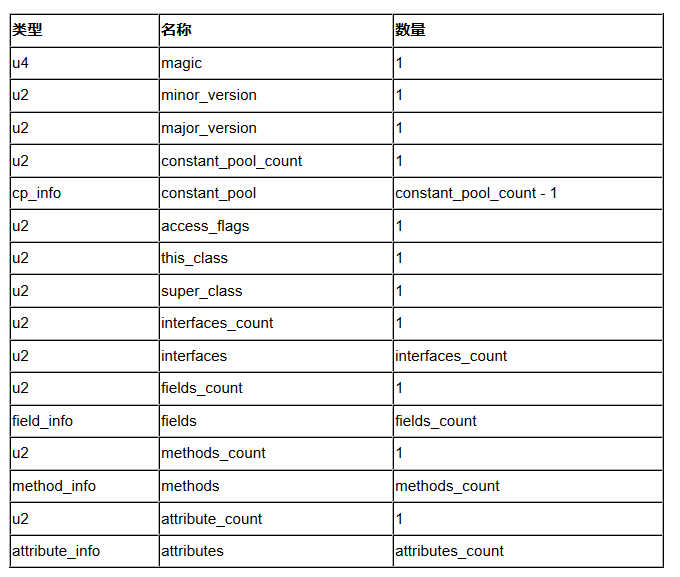 类型 名称 数量
u4 magic 1
u2 minor_version 1
u2 major_version 1
u2 constant_pool_count 1
cp_info constant_pool constant_pool_count - 1
u2 access_flags 1
u2 this_class 1
u2 super_class 1
u2 interfaces_count 1
u2 interfaces interfaces_count
u2 fields_count 1
field_info fields fields_count
u2 methods_count 1
method_info methods methods_count
u2 attribute_count 1
attribute_info attributes attributes_count